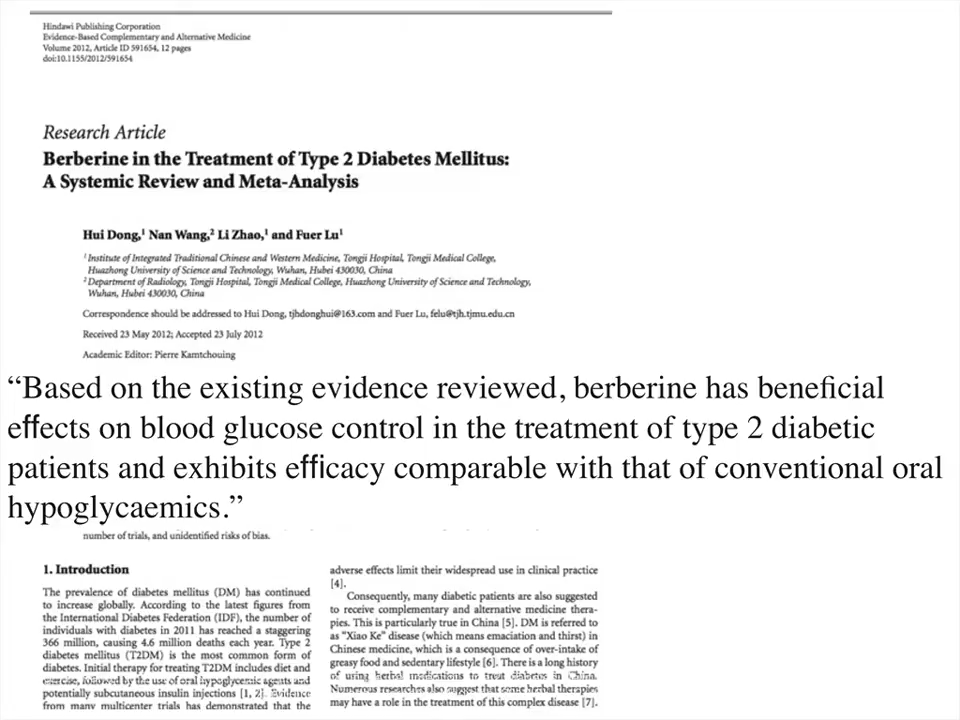 Hindawi Publishing Corporation
Evidence-Based Complementary and Alternative Medicine
Volume 2012, Article ID 591654, 12 pages
doi:10.1155/2012/591654
Research Article
Berberine in the Treatment of Type 2 Diabetes Mellitus:
A Systemic Review and Meta-Analysis
Hui Dong,¹ Nan Wang,² Li Zhao,¹ and Fuer Lu¹
¹ Institute of Integrated Traditional Chinese and Western Medicine, Tongji Hospital, Tongji Medical College,
Huazhong University of Science and Technology, Wuhan, Hubei 430030, China
² Department of Radiology, Tongji Hospital, Tongji Medical College, Huazhong University of Science and Technology,
Wuhan, Hubei 430030, China
Correspondence should be addressed to Hui Dong, tjhdonghui@163.com and Fuer Lu, felu@tjh.tjmu.edu.cn
Received 23 May 2012; Accepted 23 July 2012
Academic Editor: Pierre Kamtchouing
“Based on the existing evidence reviewed, berberine has beneficial
effects on blood glucose control in the treatment of type 2 diabetic
patients and exhibits efficacy comparable with that of conventional oral
hypoglycaemics.”
number of trials, and unidentified risks of bias.
1. Introduction
The prevalence of diabetes mellitus (DM) has continued
to increase globally. According to the latest figures from
the International Diabetes Federation (IDF), the number of
individuals with diabetes in 2011 has reached a staggering
366 million, causing 4.6 million deaths each year. Type 2
diabetes mellitus (T2DM) is the most common form of
diabetes. Initial therapy for treating T2DM includes diet and
exercise, followed by the use of oral hypoglycemic agents and
potentially subcutaneous insulin injections [1, 2]. Evidence
from many multicenter trials has demonstrated that the
adverse effects limit their widespread use in clinical practice
[4].
Consequently, many diabetic patients are also suggested
to receive complementary and alternative medicine thera-
pies. This is particularly true in China [5]. DM is referred to
as “Xiao Ke” disease (which means emaciation and thirst) in
Chinese medicine, which is a consequence of over-intake of
greasy food and sedentary lifestyle [6]. There is a long history
of using herbal medications to treat diabetes in China.
Numerous researches also suggest that some herbal therapies
may have a role in the treatment of this complex disease [7].